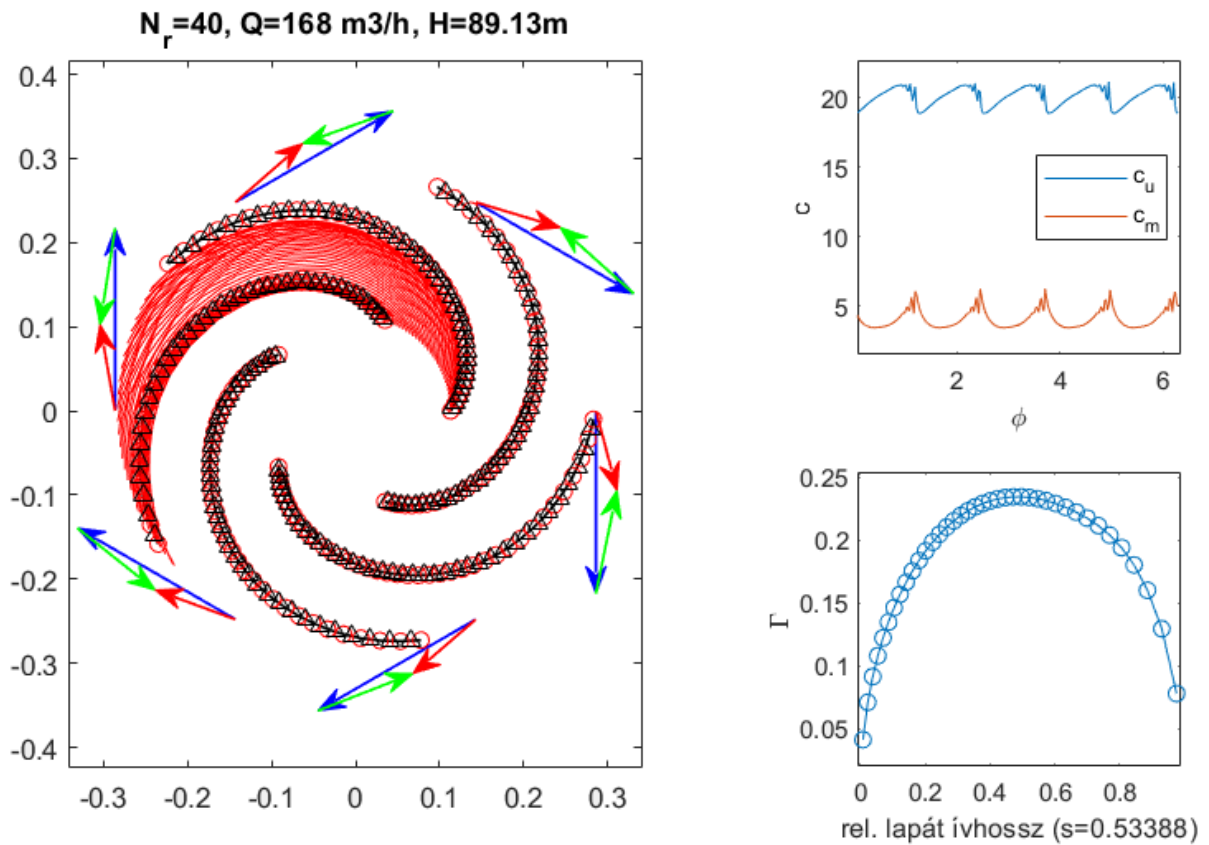 N_r=40, Q=168 m3/h, H=89.13m
0.4
0.3
0.2
0.1
0
-0.1
-0.2
-0.3
-0.4
-0.3 -0.2 -0.1 0 0.1 0.2 0.3
c
20
15
10
5
c_u
c_m
2 4 6
ϕ
Γ
0.25
0.2
0.15
0.1
0.05
0 0.2 0.4 0.6 0.8
rel. lapát ívhossz (s=0.53388)